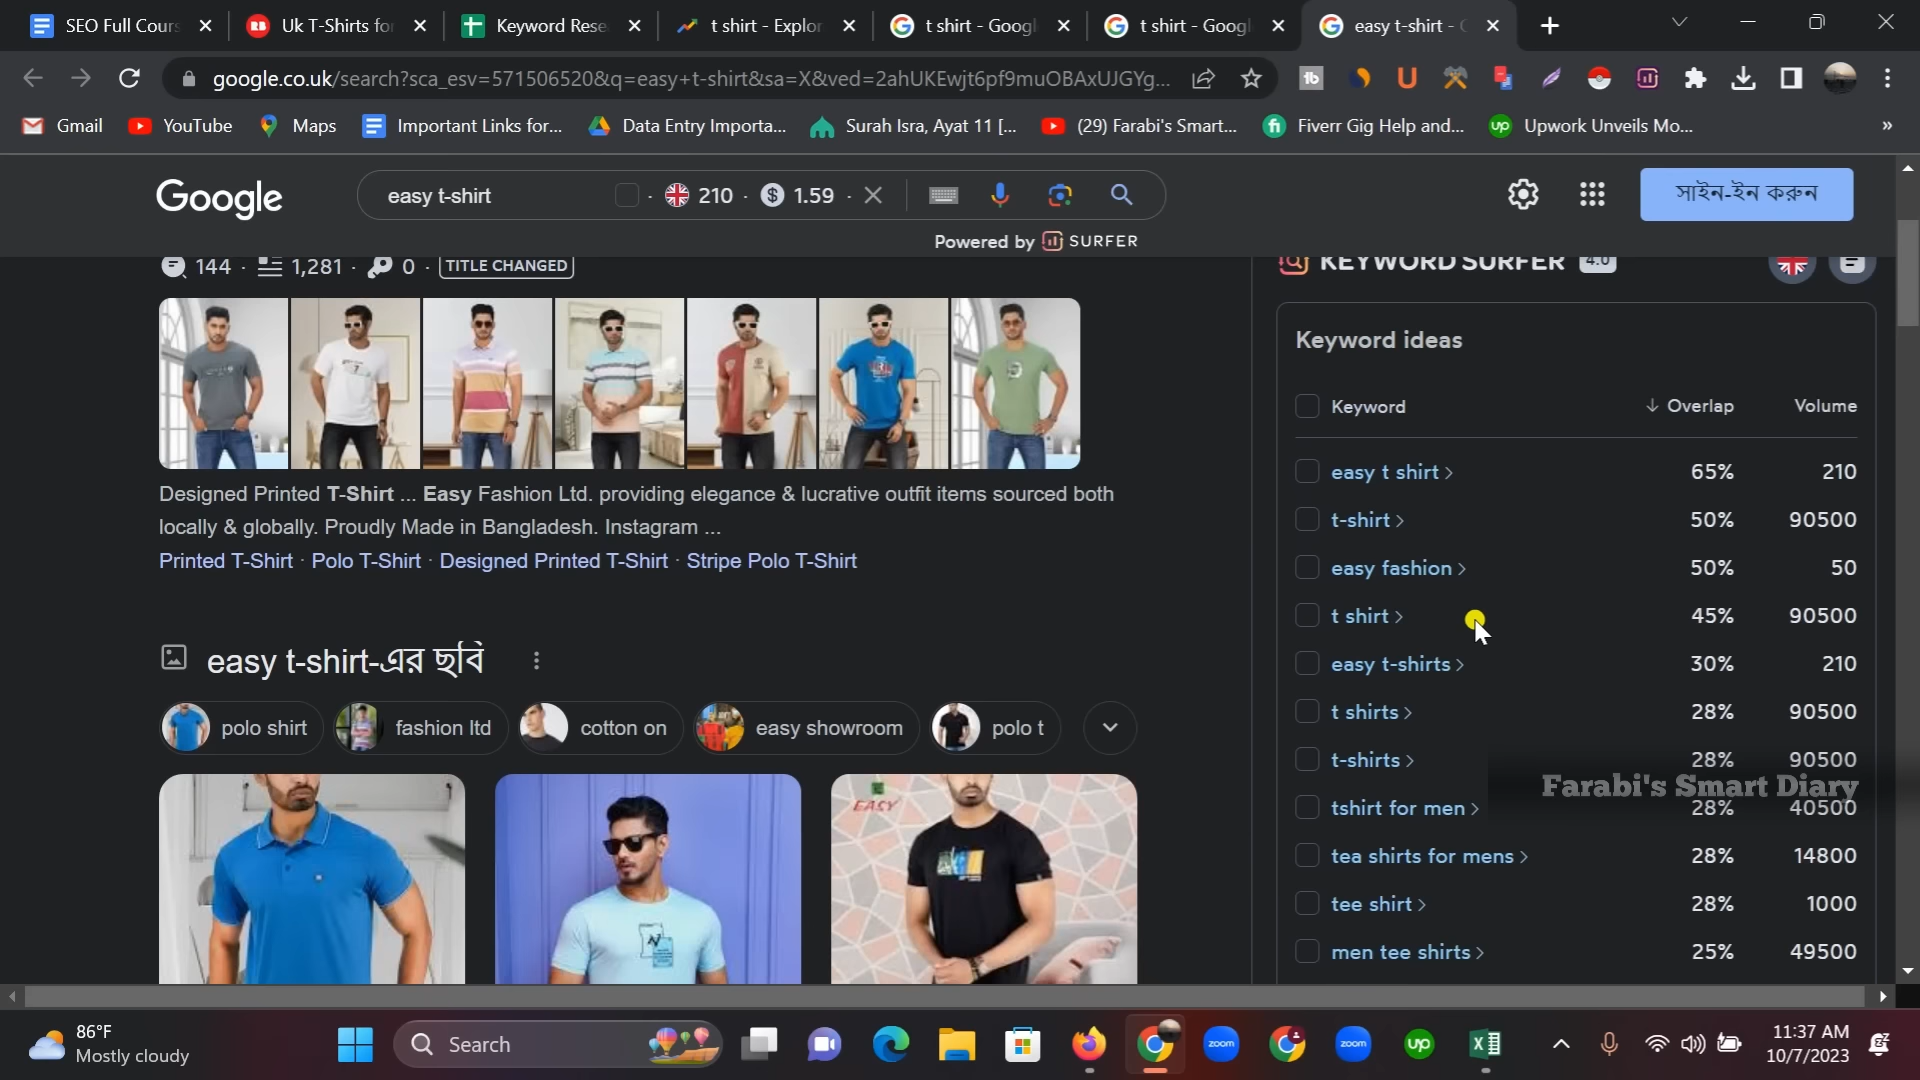 SEO Full Cours
Uk T-Shirts for
Keyword Rese
t shirt - Explor
t shirt - Googl
t shirt - Googl
easy t-shirt - G
google.co.uk/search?sca_esv=571506520&q=easy+t-shirt&sa=X&ved=2ahUKEwjt6pf9muOBAxUJGYg...
Gmail
YouTube
Maps
Important Links for...
Data Entry Importa...
Surah Isra, Ayat 11 [...
(29) Farabi's Smart...
Fiverr Gig Help and...
Upwork Unveils Mo...
»
Google
easy t-shirt
210 · 1.59
সাইন-ইন করুন
Powered by SURFER
144 · 1,281 · 0 · TITLE CHANGED
KEYWORD SURFER 4.0
Designed Printed T-Shirt ... Easy Fashion Ltd. providing elegance & lucrative outfit items sourced both
locally & globally. Proudly Made in Bangladesh. Instagram ...
Printed T-Shirt · Polo T-Shirt · Designed Printed T-Shirt · Stripe Polo T-Shirt
easy t-shirt-এর ছবি
polo shirt
fashion ltd
cotton on
easy showroom
polo t
EASY
Keyword ideas
Keyword ↓ Overlap Volume
easy t shirt > 65% 210
t-shirt > 50% 90500
easy fashion > 50% 50
t shirt > 45% 90500
easy t-shirts > 30% 210
t shirts > 28% 90500
t-shirts > 28% 90500
Farabi's Smart Diary
tshirt for men > 28% 40500
tea shirts for mens > 28% 14800
tee shirt > 28% 1000
men tee shirts > 25% 49500
86°F
Mostly cloudy
Search
zoom
zoom
up
11:37 AM
10/7/2023